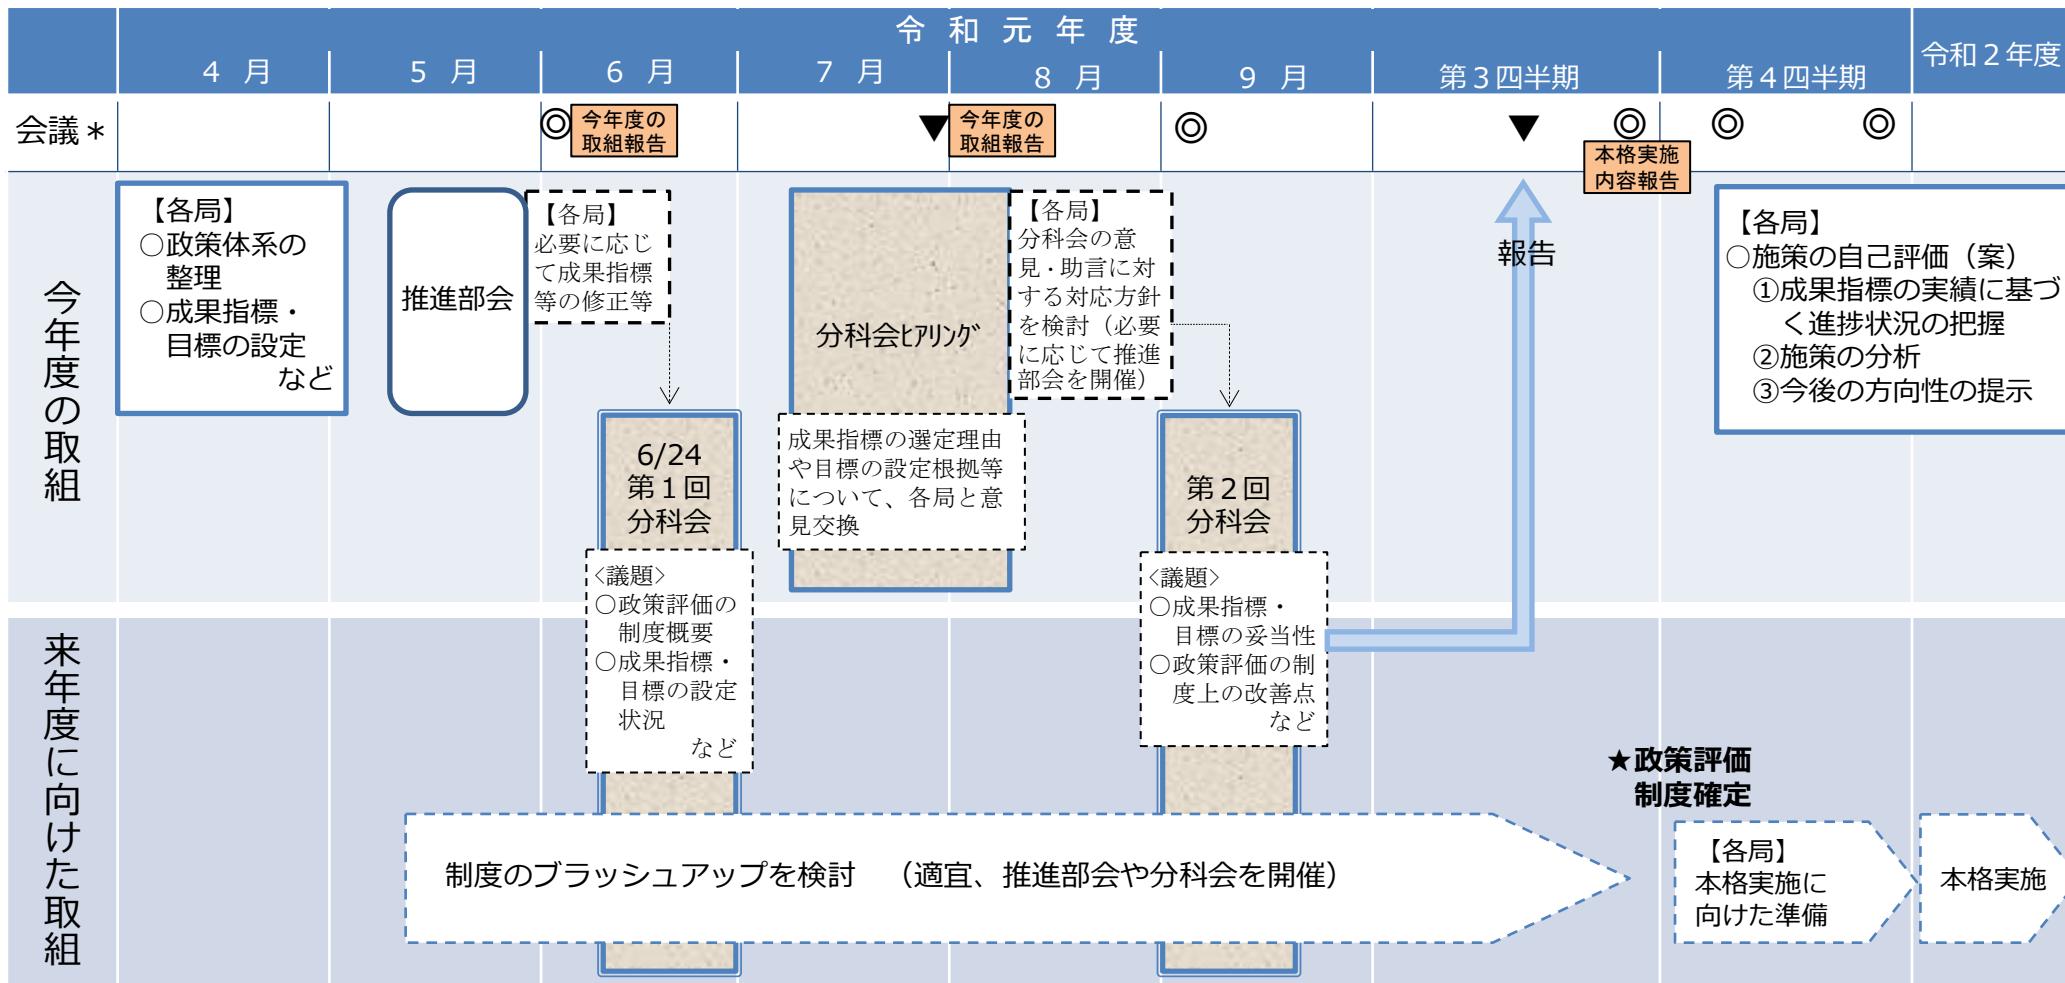 令和元年度
令和２年度
４月
５月
６月
７月
８月
９月
第３四半期
第４四半期
会議＊
◎
今年度の
取組報告
▼
今年度の
取組報告
◎
▼
◎
本格実施
内容報告
◎
◎
今年度の取組
【各局】
○政策体系の
整理
○成果指標・
目標の設定
など
推進部会
【各局】
必要に応じ
て成果指標
等の修正等
6/24
第１回
分科会
<議題>
○政策評価の
制度概要
○成果指標・
目標の設定
状況
など
分科会ﾋｱﾘﾝｸﾞ
成果指標の選定理由
や目標の設定根拠等
について、各局と意
見交換
【各局】
分科会の意
見・助言に対
する対応方針
を検討（必要
に応じて推進
部会を開催）
第２回
分科会
<議題>
○成果指標・
目標の妥当性
○政策評価の制
度上の改善点
など
報告
【各局】
○施策の自己評価（案）
①成果指標の実績に基づ
く進捗状況の把握
②施策の分析
③今後の方向性の提示
来年度に向けた取組
制度のブラッシュアップを検討　（適宜、推進部会や分科会を開催）
★政策評価
制度確定
【各局】
本格実施に
向けた準備
本格実施